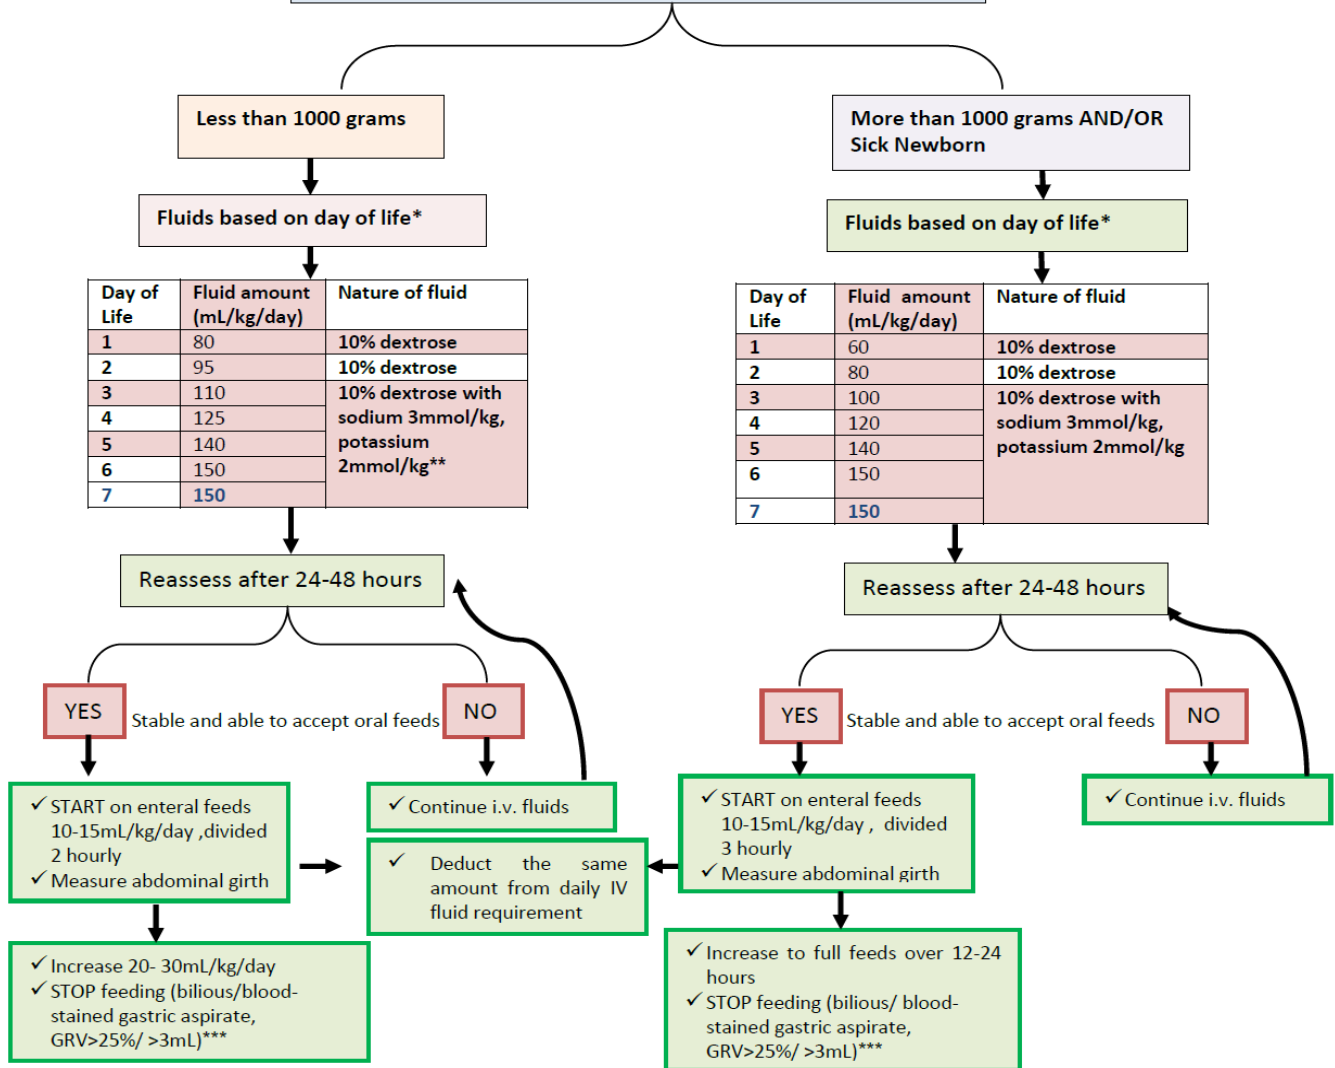 Less than 1000 grams
More than 1000 grams AND/OR
Sick Newborn
Fluids based on day of life*
Fluids based on day of life*
Day of Life | Fluid amount (mL/kg/day) | Nature of fluid
1 | 80 | 10% dextrose
2 | 95 | 10% dextrose
3 | 110 | 10% dextrose with
4 | 125 | sodium 3mmol/kg,
5 | 140 | potassium
6 | 150 | 2mmol/kg**
7 | 150
Day of Life | Fluid amount (mL/kg/day) | Nature of fluid
1 | 60 | 10% dextrose
2 | 80 | 10% dextrose
3 | 100 | 10% dextrose with
4 | 120 | sodium 3mmol/kg,
5 | 140 | potassium 2mmol/kg
6 | 150
7 | 150
Reassess after 24-48 hours
Reassess after 24-48 hours
YES
Stable and able to accept oral feeds
NO
YES
Stable and able to accept oral feeds
NO
✓ START on enteral feeds
10-15mL/kg/day ,divided
2 hourly
✓ Measure abdominal girth
✓ Continue i.v. fluids
✓ Deduct the same
amount from daily IV
fluid requirement
✓ START on enteral feeds
10-15mL/kg/day , divided
3 hourly
✓ Measure abdominal girth
✓ Continue i.v. fluids
✓ Increase 20- 30mL/kg/day
✓ STOP feeding (bilious/blood-
stained gastric aspirate,
GRV>25%/ >3mL)***
✓ Increase to full feeds over 12-24
hours
✓ STOP feeding (bilious/ blood-
stained gastric aspirate,
GRV>25%/ >3mL)***